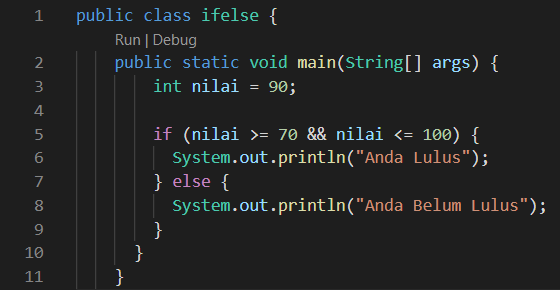 1 public class ifelse {
Run | Debug
2 public static void main(String[] args) {
3 int nilai = 90;
4
5 if (nilai >= 70 && nilai <= 100) {
6 System.out.println("Anda Lulus");
7 } else {
8 System.out.println("Anda Belum Lulus");
9 }
10 }
11 }